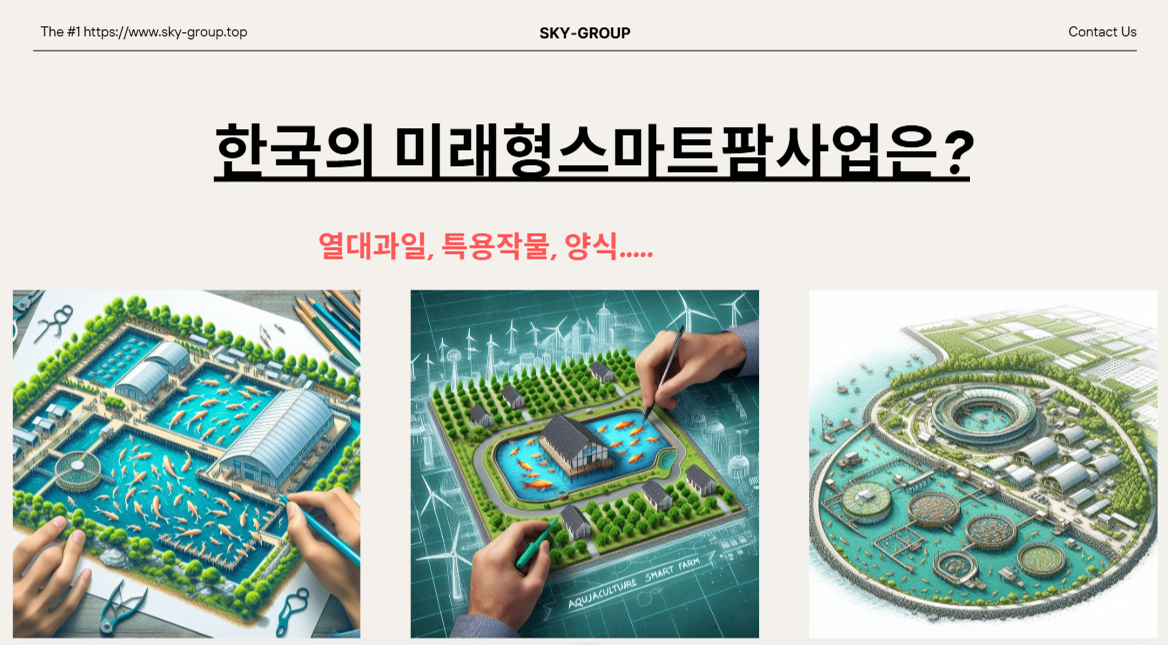 The #1 https://www.sky-group.top
SKY-GROUP
Contact Us
한국의 미래형스마트팜사업은?
열대과일, 특용작물, 양식.....
AQUJACULTURE SMART FARM